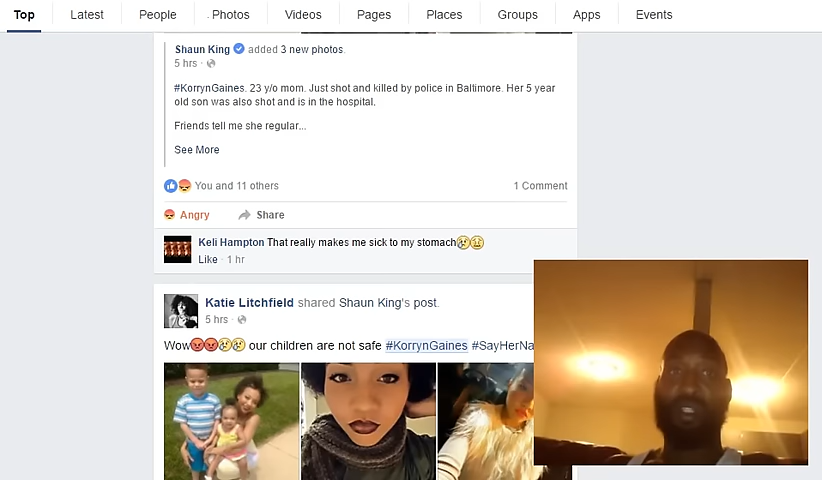 Top Latest People Photos Videos Pages Places Groups Apps Events
Shaun King added 3 new photos.
5 hrs ·
#KorrynGaines. 23 y/o mom. Just shot and killed by police in Baltimore. Her 5 year
old son was also shot and is in the hospital.
Friends tell me she regular...
See More
You and 11 others 1 Comment
Angry Share
Keli Hampton That really makes me sick to my stomach
Like · 1 hr
Katie Litchfield shared Shaun King's post.
5 hrs ·
Wow our children are not safe #KorrynGaines #SayHerNa